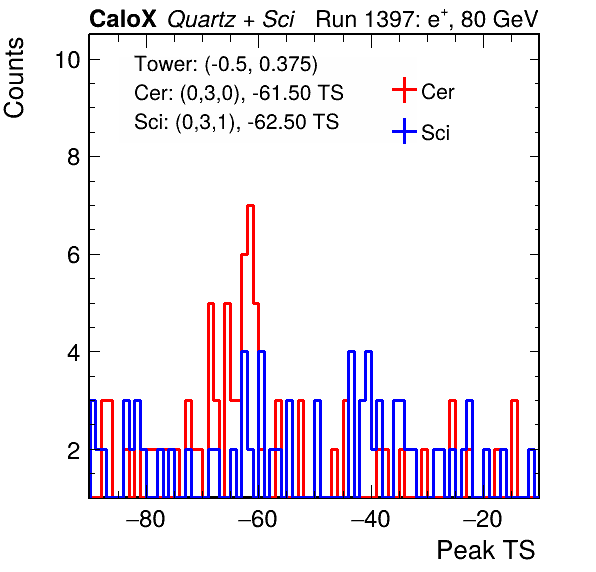 CaloX Quartz + Sci Run 1397: e⁺, 80 GeV
Counts
Tower: (-0.5, 0.375)
Cer: (0,3,0), -61.50 TS
Sci: (0,3,1), -62.50 TS
Cer
Sci
10
8
6
4
2
−80 −60 −40 −20
Peak TS